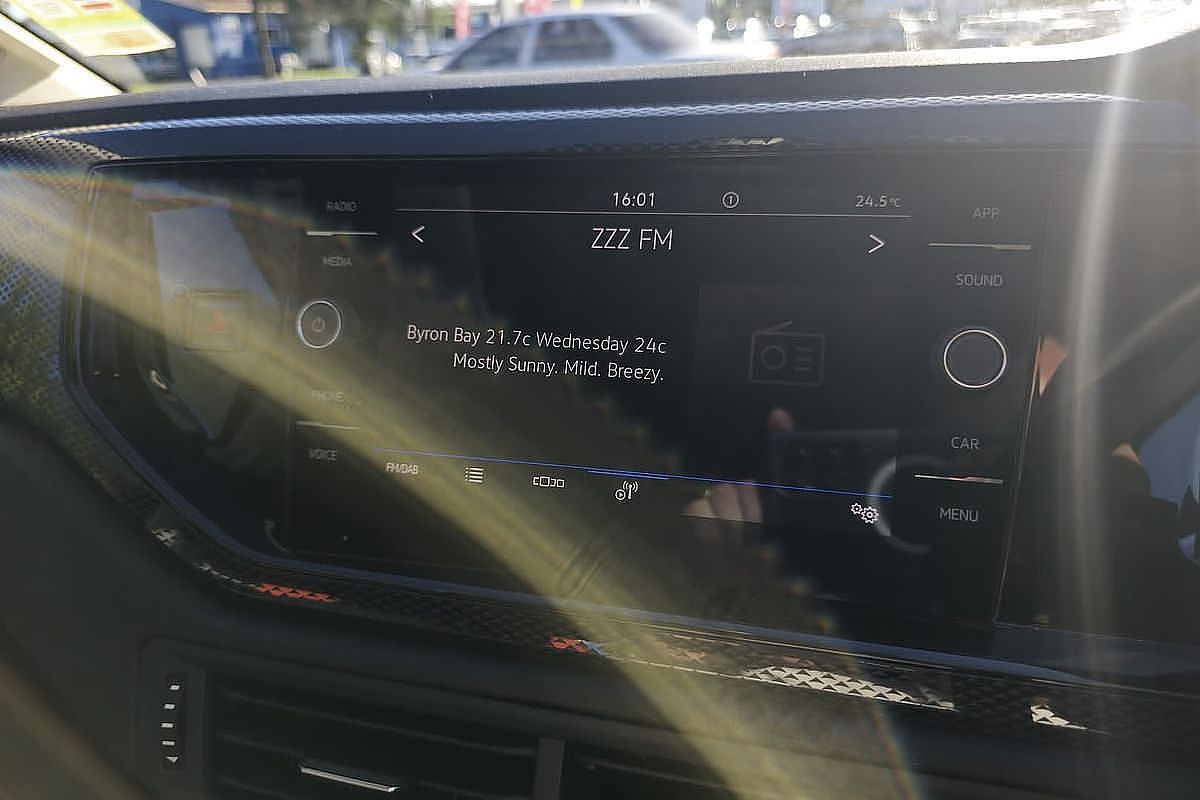 RADIO
16:01
1
24.5°C
APP
< ZZZ FM >
MEDIA
SOUND
Byron Bay 21.7c Wednesday 24c
Mostly Sunny. Mild. Breezy.
PHONE
CAR
VOICE
FM/DAB
MENU